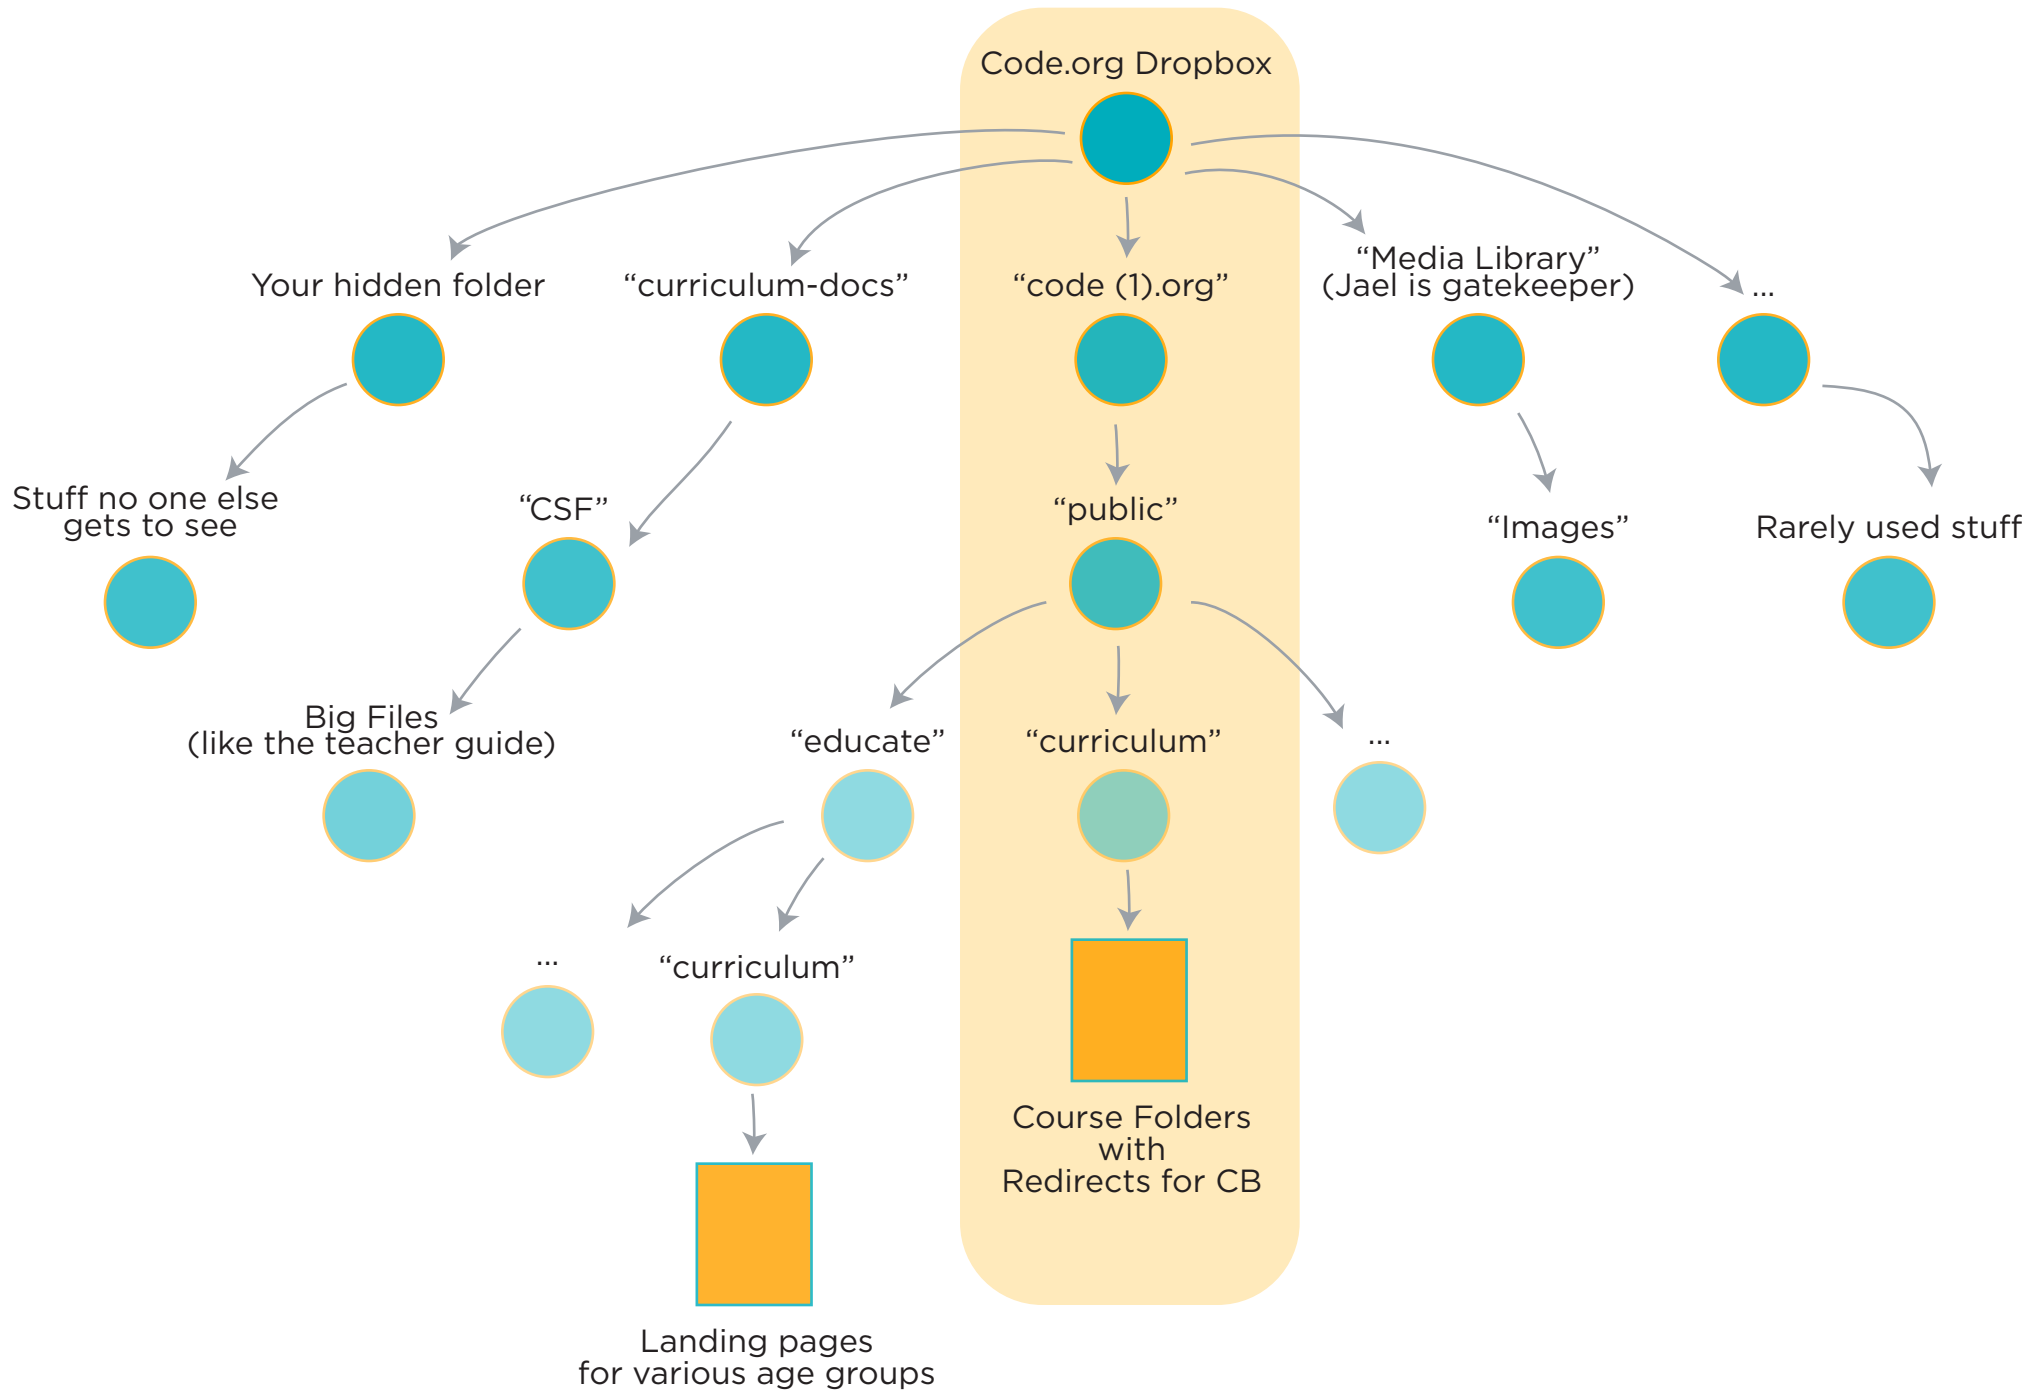 Code.org Dropbox
Your hidden folder
“curriculum-docs”
“code (1).org”
“Media Library”
(Jael is gatekeeper)
...
Stuff no one else
gets to see
“CSF”
“public”
“Images”
Rarely used stuff
Big Files
(like the teacher guide)
“educate”
“curriculum”
...
...
“curriculum”
Course Folders
with
Redirects for CB
Landing pages
for various age groups